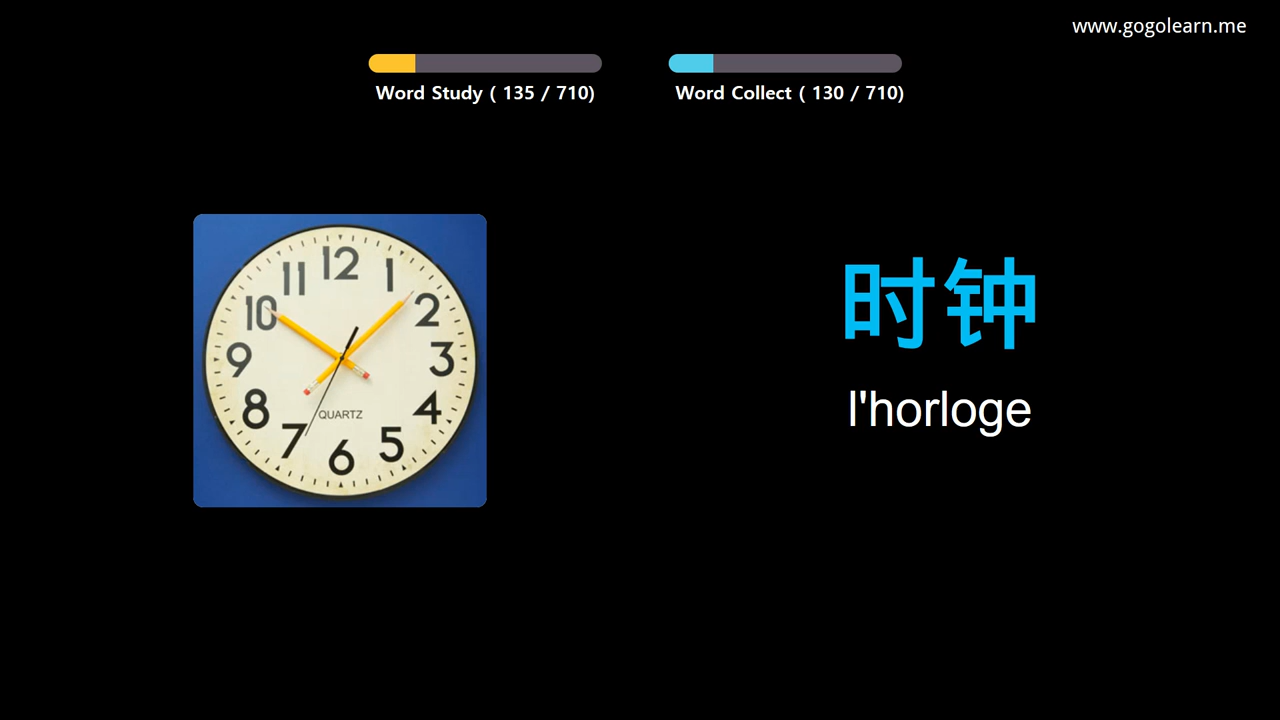 www.gogolearn.me
Word Study ( 135 / 710)
Word Collect ( 130 / 710)
12
11
1
10
2
9
3
8
4
7
5
6
QUARTZ
时钟
l'horloge